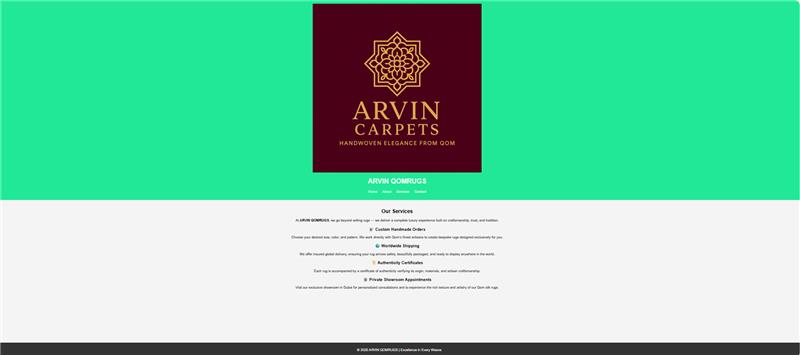 ARVIN
CARPETS
HANDWOVEN ELEGANCE FROM QOM
ARVIN QOMRUGS
Home About Services Contact
Our Services
At ARVIN QOMRUGS, we go beyond selling rugs — we deliver a complete luxury experience built on craftsmanship, trust, and tradition.
Custom Handmade Orders
Choose your desired size, color, and pattern. We work directly with Qom's finest artisans to create bespoke rugs designed exclusively for you.
Worldwide Shipping
We offer insured global delivery, ensuring your rug arrives safely, beautifully packaged, and ready to display anywhere in the world.
Authenticity Certificates
Each rug is accompanied by a certificate of authenticity verifying its origin, materials, and artisan craftsmanship.
Private Showroom Appointments
Visit our exclusive showroom in Dubai for personalized consultations and to experience the rich texture and artistry of our Qom silk rugs.
© 2025 ARVIN QOMRUGS | Excellence in Every Weave